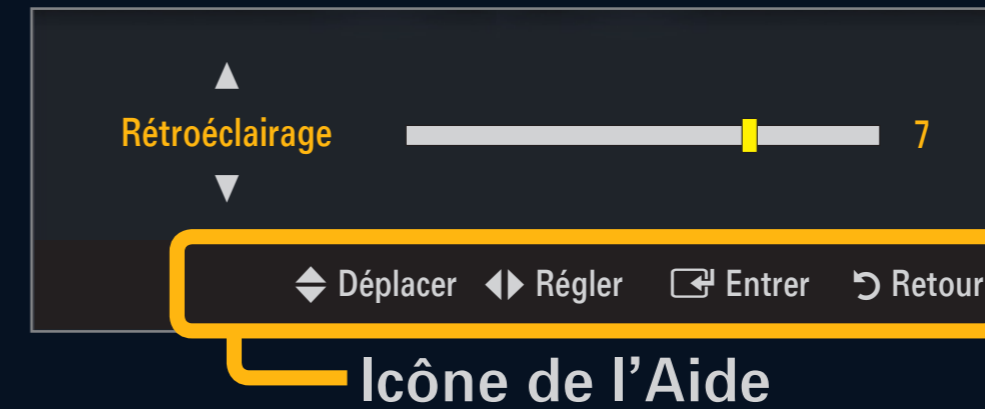 Rétroéclairage 7
Déplacer Régler Entrer Retour
Icône de l’Aide